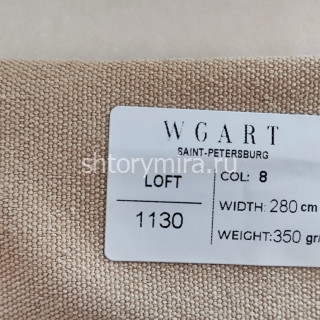 WGART
SAINT-PETERSBURG
LOFT
1130
COL: 8
WIDTH: 280 cm
WEIGHT:350 gr/
shtorymira.ru